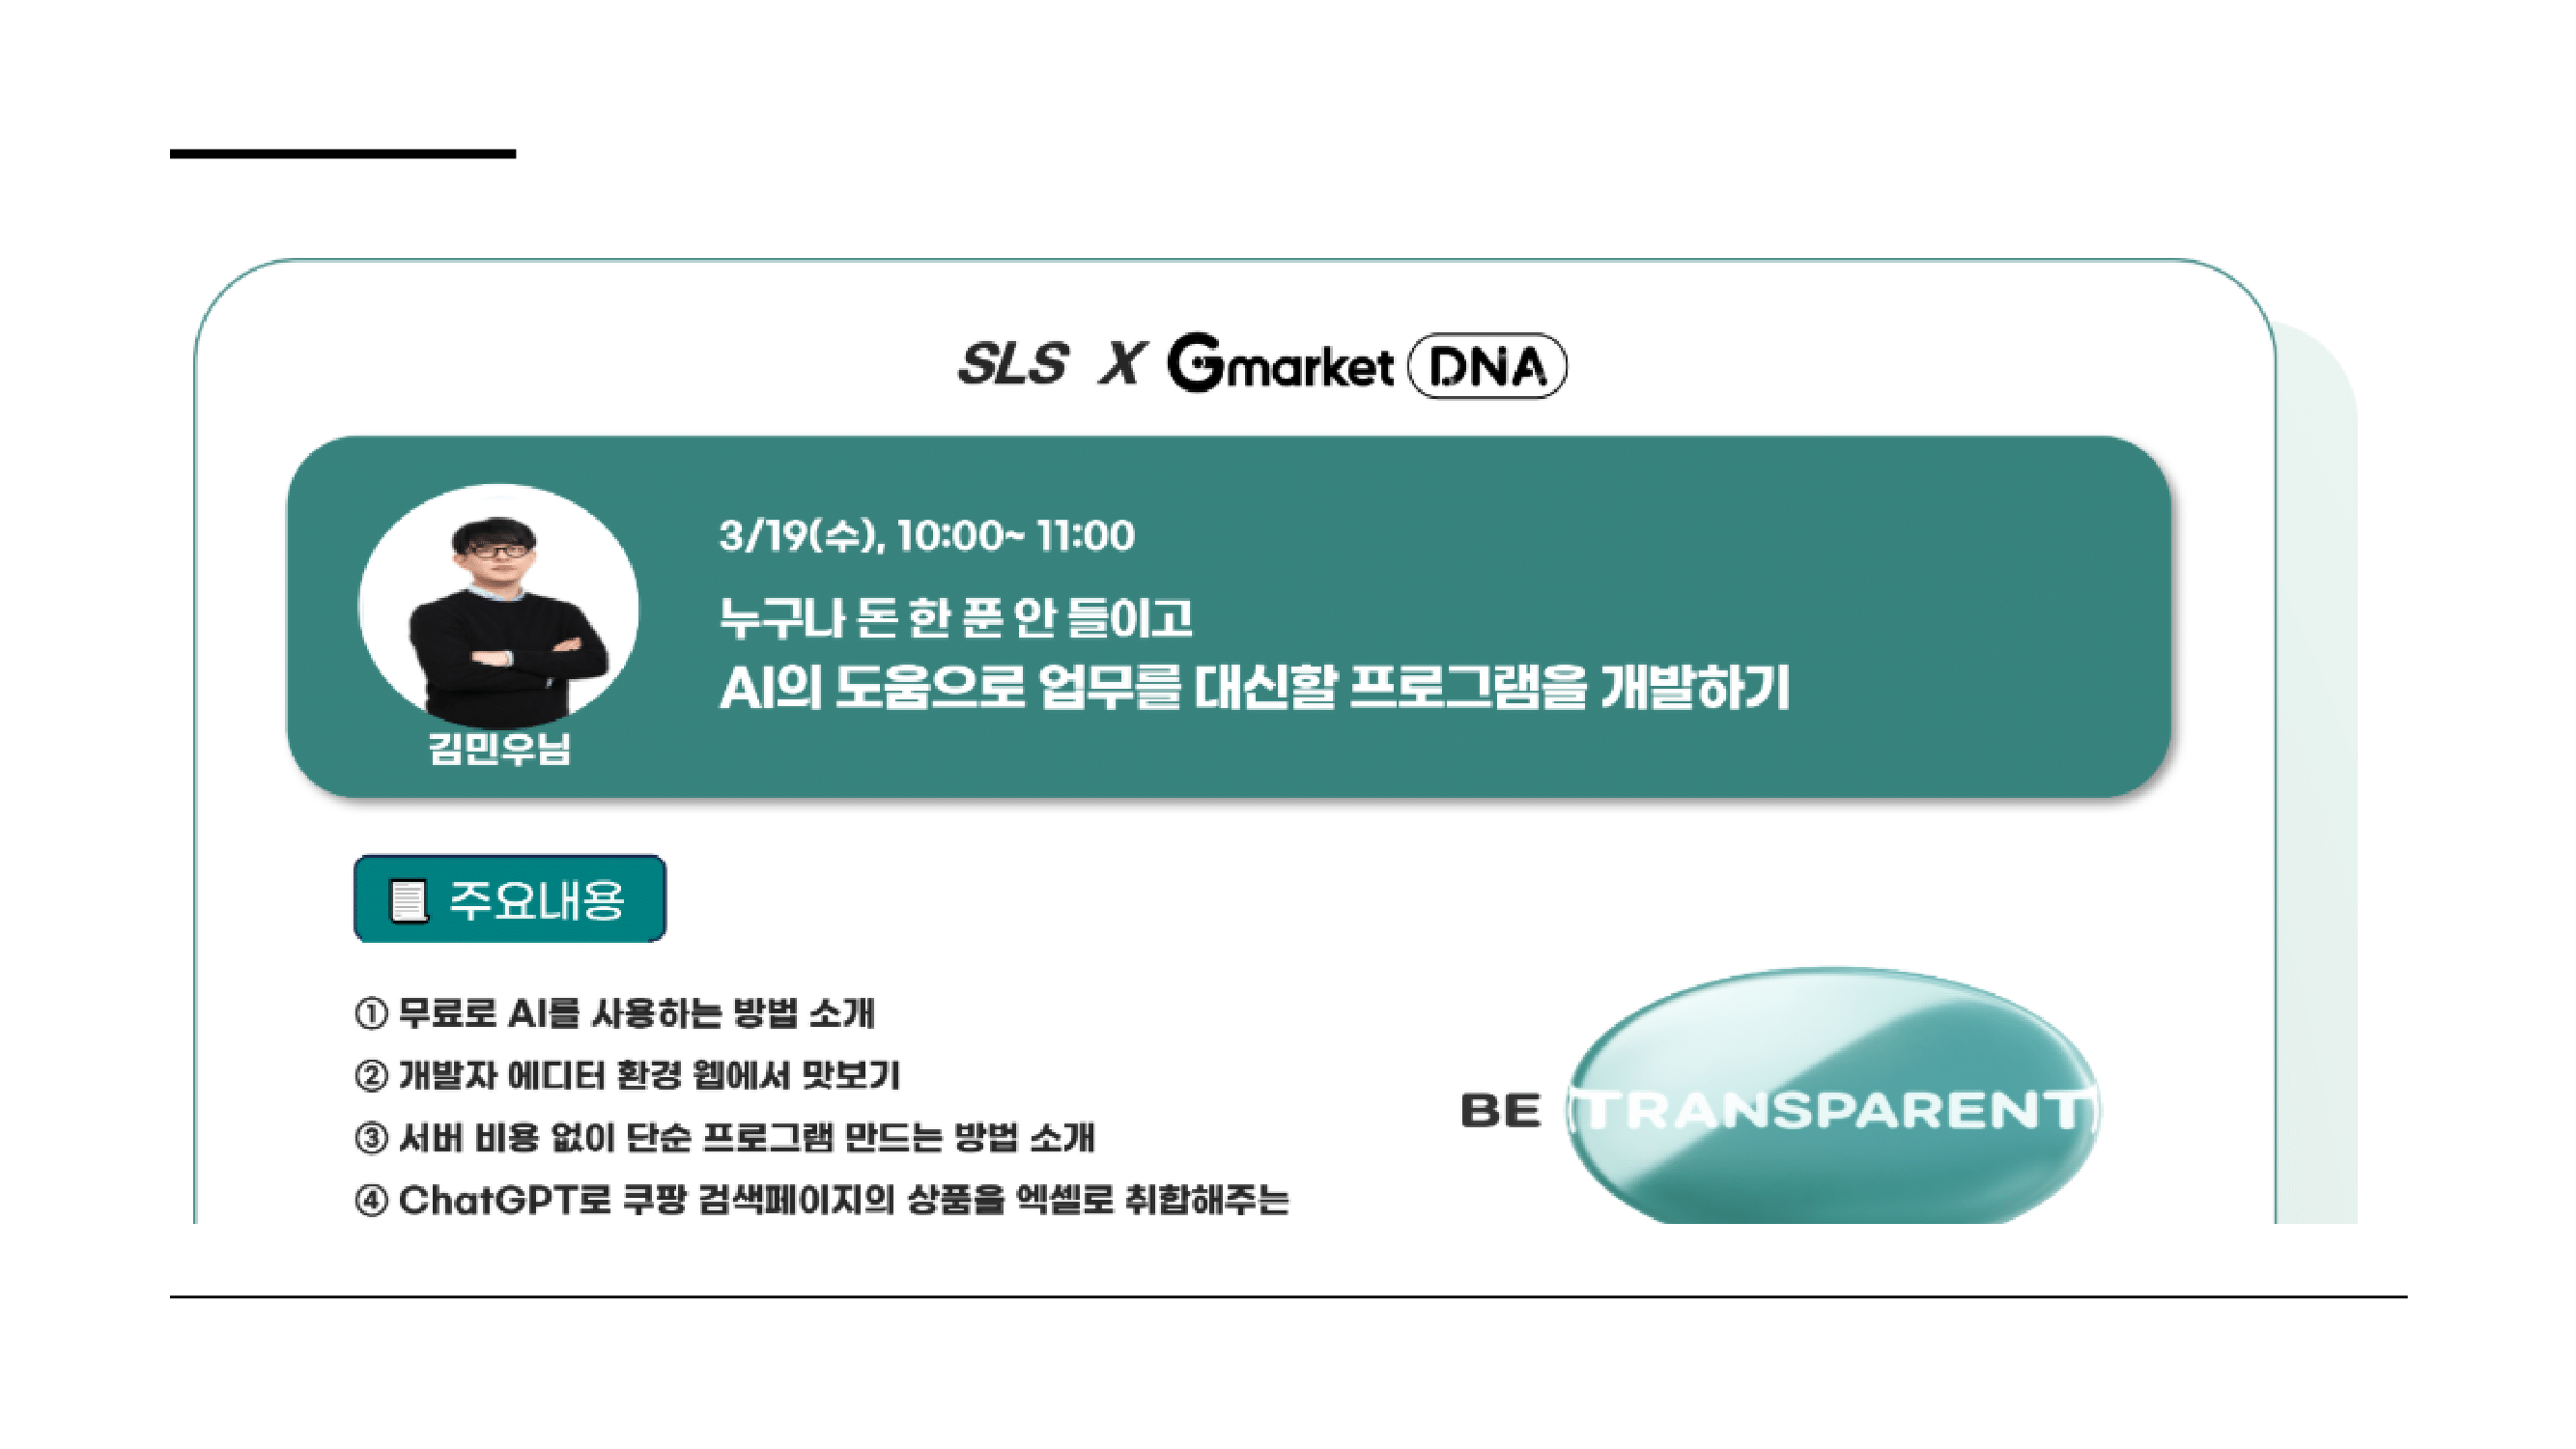 SLS X Gmarket DNA
3/19(수), 10:00~ 11:00
누구나 돈 한 푼 안 들이고
AI의 도움으로 업무를 대신할 프로그램을 개발하기
김민우님
주요내용
① 무료로 AI를 사용하는 방법 소개
② 개발자 에디터 환경 웹에서 맛보기
③ 서버 비용 없이 단순 프로그램 만드는 방법 소개
④ ChatGPT로 쿠팡 검색페이지의 상품을 엑셀로 취합해주는
BE TRANSPARENT